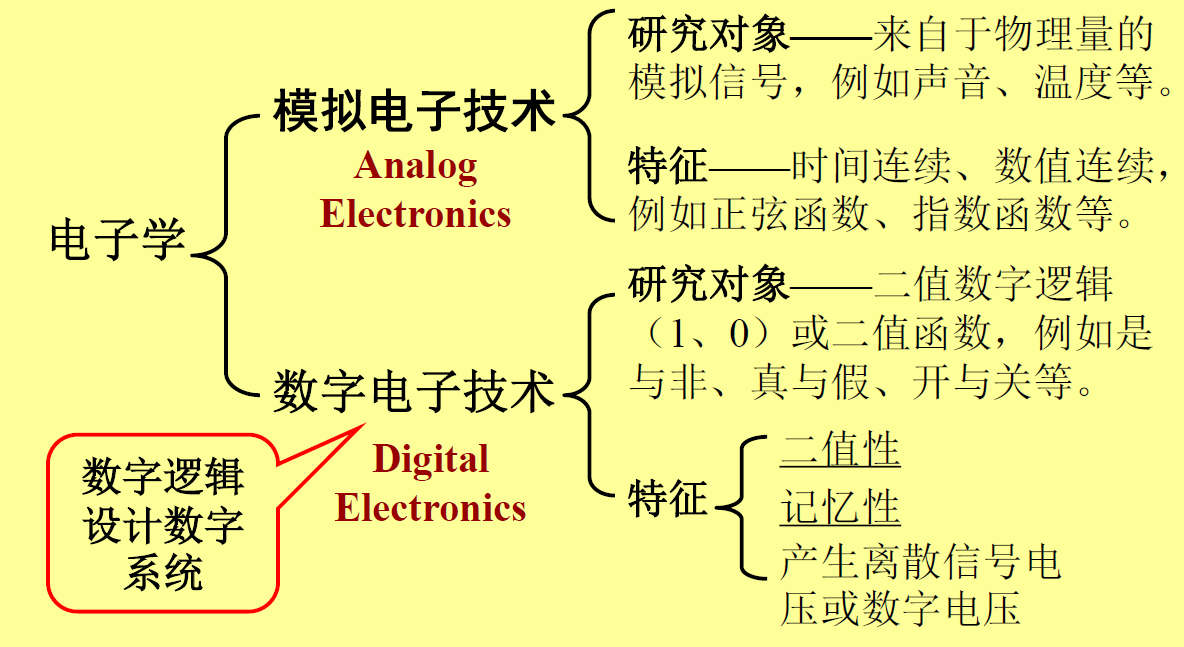 电子学
模拟电子技术
Analog
Electronics
研究对象——来自于物理量的
模拟信号，例如声音、温度等。
特征——时间连续、数值连续，
例如正弦函数、指数函数等。
数字电子技术
Digital
Electronics
研究对象——二值数字逻辑
（1、0）或二值函数，例如是
与非、真与假、开与关等。
特征
二值性
记忆性
产生离散信号电
压或数字电压
数字逻辑
设计数字
系统